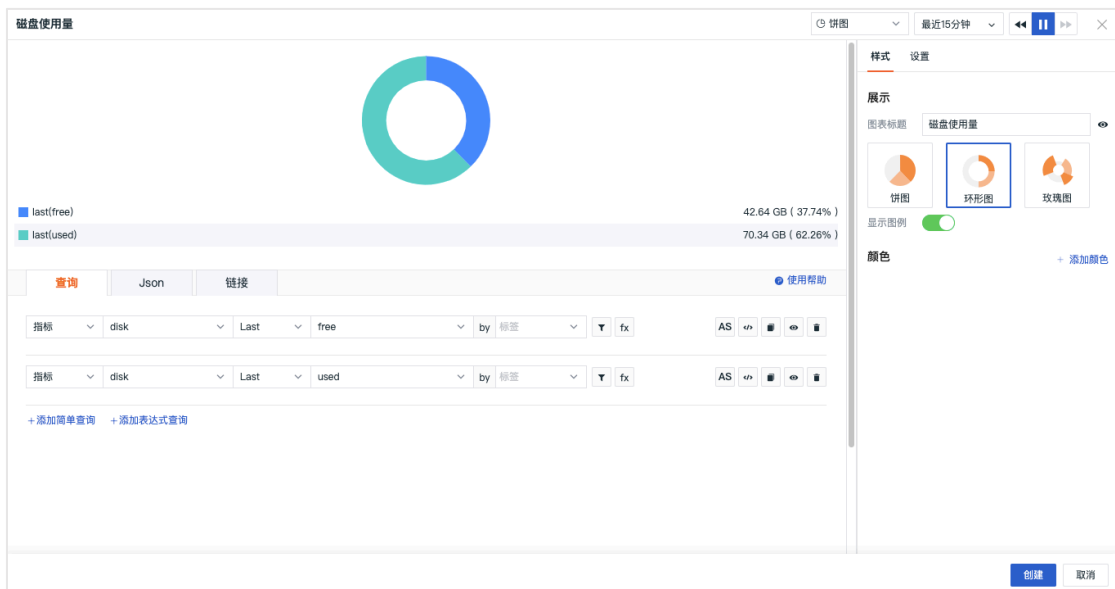 磁盘使用量
饼图
最近15分钟
样式 设置
展示
图表标题 磁盘使用量
饼图 环形图 玫瑰图
显示图例
颜色 + 添加颜色
last(free) 42.64 GB ( 37.74% )
last(used) 70.34 GB ( 62.26% )
查询 Json 链接 使用帮助
指标 disk Last free by 标签 fx AS </>
指标 disk Last used by 标签 fx AS </>
+添加简单查询 +添加表达式查询
创建 取消